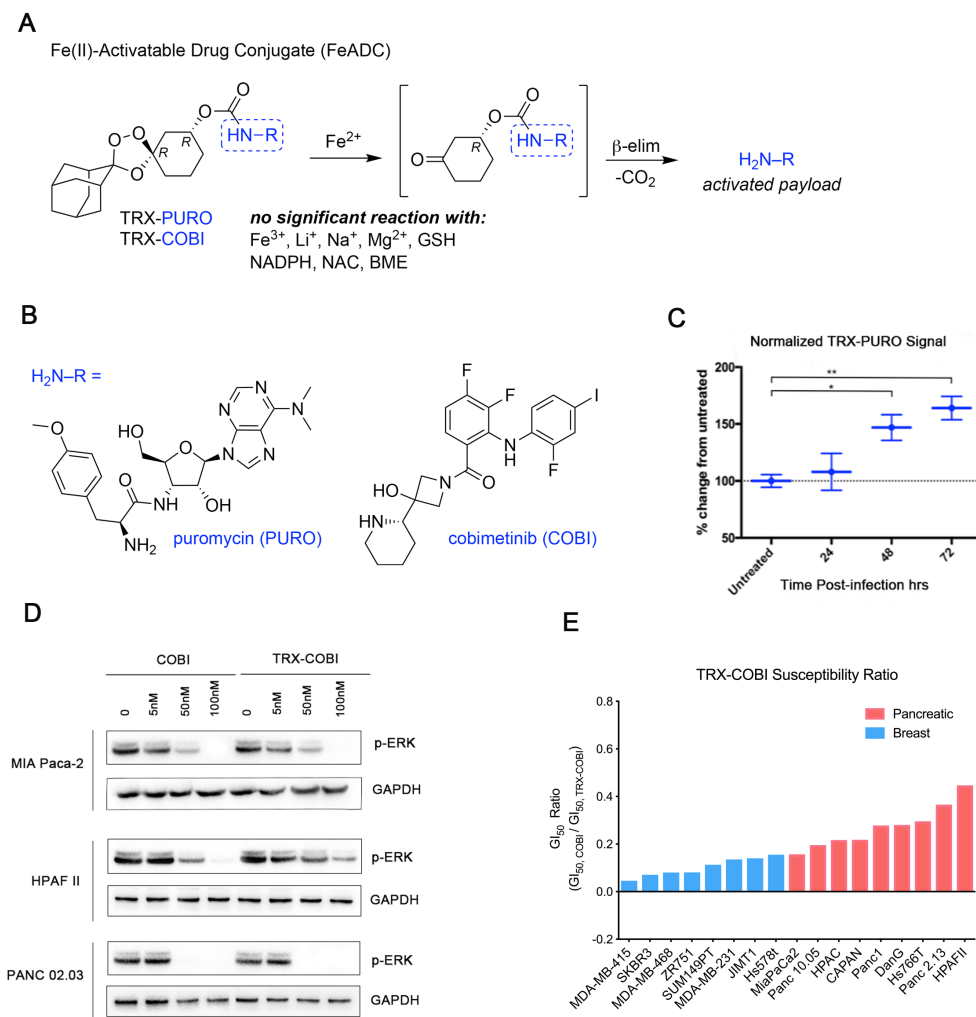 A
Fe(II)-Activatable Drug Conjugate (FeADC)
O
O
HN–R
O
O
O
R
R
Fe2+
O
O
HN–R
R
O
β-elim
-CO2
H2N–R
activated payload
TRX-PURO
TRX-COBI
no significant reaction with:
Fe3+, Li+, Na+, Mg2+, GSH
NADPH, NAC, BME
B
H2N–R =
O
HO
O
NH
O
N
N
N
N
N
OH
NH2
puromycin (PURO)
F
F
I
N
H
F
O
N
HO
HN
cobimetinib (COBI)
C
Normalized TRX-PURO Signal
% change from untreated
200
150
100
50
**
*
Untreated
24
48
72
Time Post-infection hrs
D
COBI
TRX-COBI
0
5nM
50nM
100nM
0
5nM
50nM
100nM
MIA Paca-2
p-ERK
GAPDH
HPAF II
p-ERK
GAPDH
PANC 02.03
p-ERK
GAPDH
E
TRX-COBI Susceptibility Ratio
Pancreatic
Breast
GI50 Ratio
(GI50, COBI / GI50, TRX-COBI)
0.8
0.6
0.4
0.2
0.0
-0.2
MDA-MB-415
SKBR3
MDA-MB-468
ZR751
SUM149PT
MDA-MB-231
JIMT1
Hs578t
MiaPaCa2
Panc 10.05
HPAC
CAPAN
Panc1
DanG
Hs766T
Panc 2.13
HPAFII